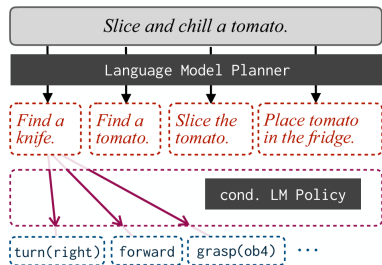 Slice and chill a tomato.
Language Model Planner
Find a knife.
Find a tomato.
Slice the tomato.
Place tomato in the fridge.
cond. LM Policy
turn(right) forward grasp(ob4) ...